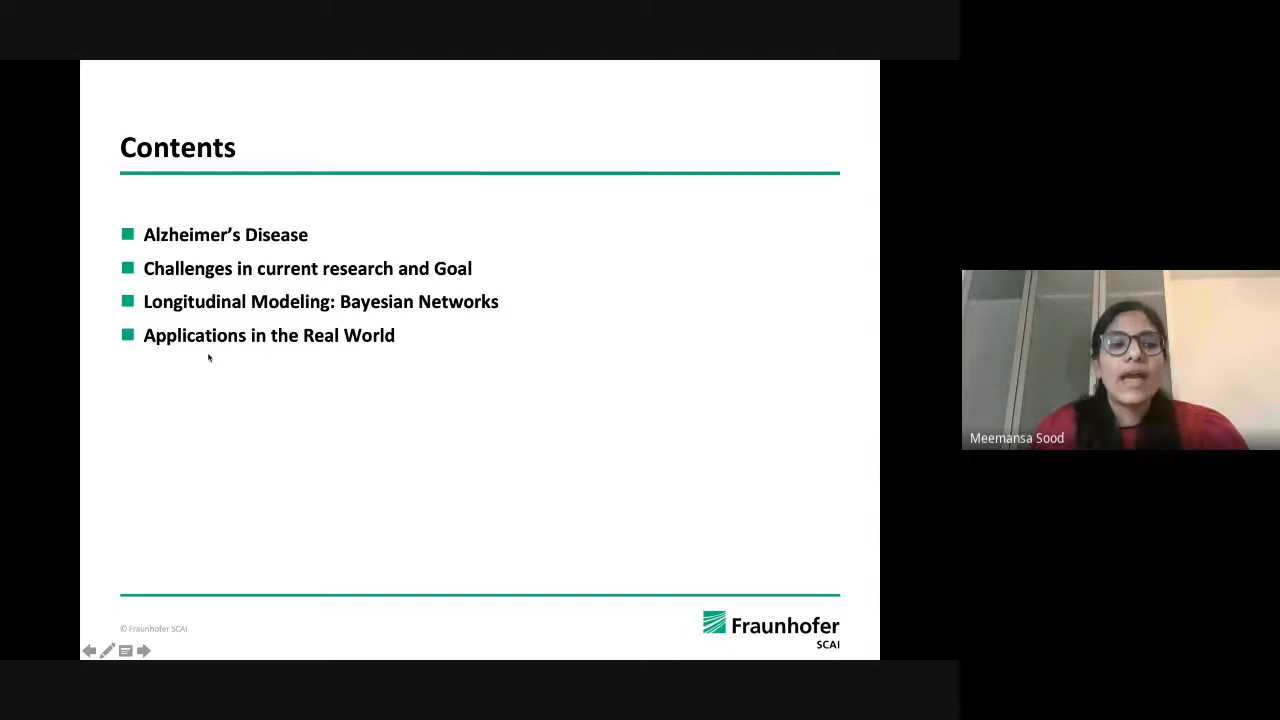 Contents
Alzheimer’s Disease
Challenges in current research and Goal
Longitudinal Modeling: Bayesian Networks
Applications in the Real World
Meemansa Sood
© Fraunhofer SCAI
Fraunhofer
SCAI